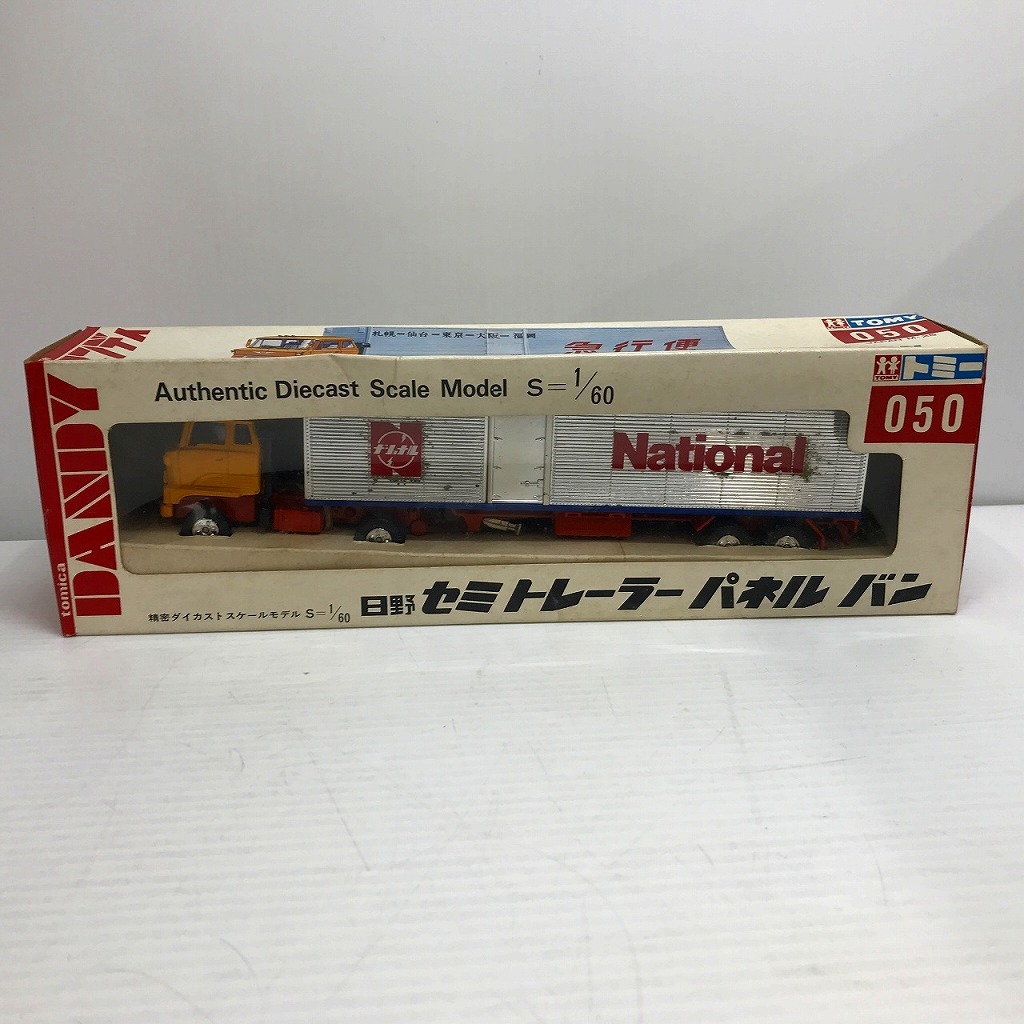 札幌ー仙台ー東京ー大阪ー福岡
急行便
TOMY
050
ダンディ
Authentic Diecast Scale Model S=1/60
TOMY
トミー
050
tomica
DANDY
ナショナル
National
精密ダイカストスケールモデル S=1/60
日野 セミトレーラー パネル バン